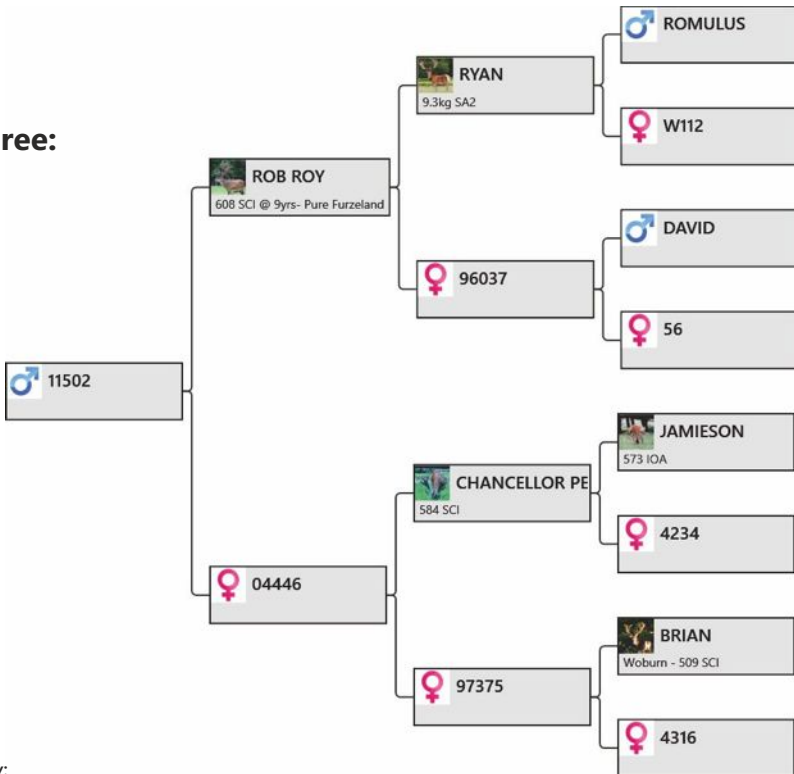 ree:
11502
ROB ROY
608 SCI @ 9yrs- Pure Furzeland
04446
RYAN
9.3kg SA2
96037
CHANCELLOR PE
584 SCI
97375
ROMULUS
W112
DAVID
56
JAMIESON
573 IOA
4234
BRIAN
Woburn - 509 SCI
4316